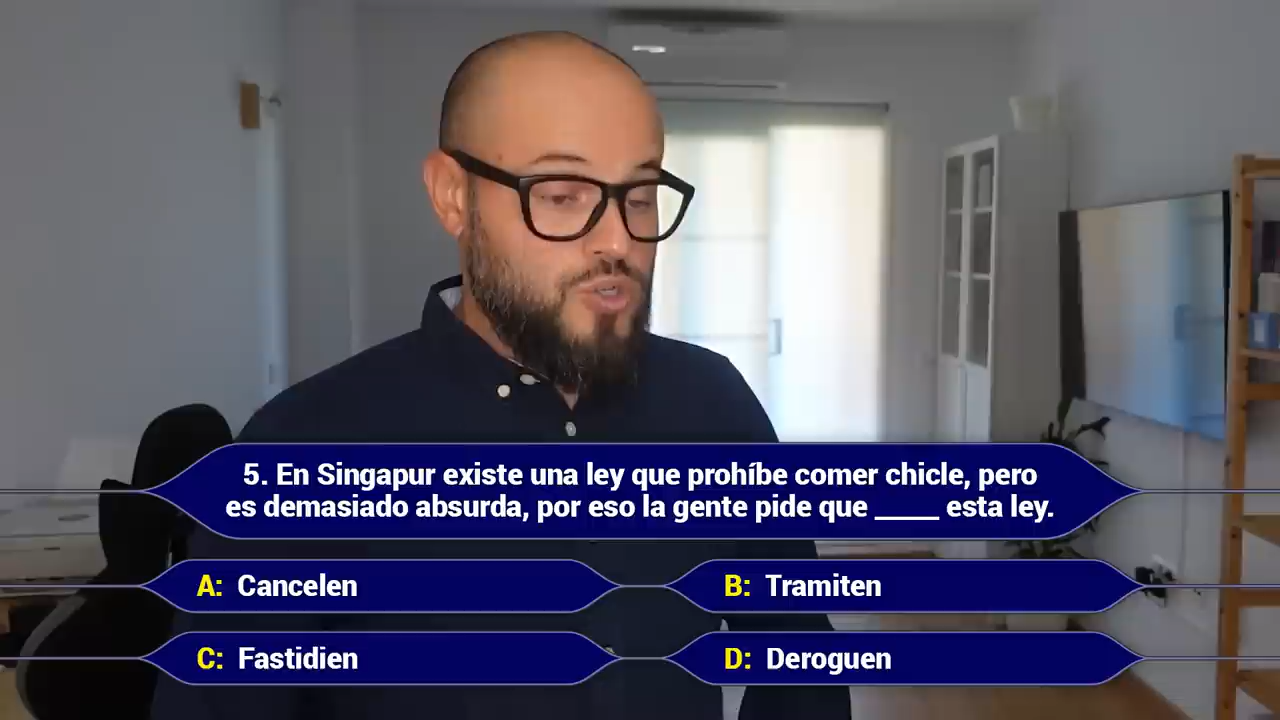 5. En Singapur existe una ley que prohíbe comer chicle, pero
es demasiado absurda, por eso la gente pide que _____ esta ley.
A: Cancelen
B: Tramiten
C: Fastidien
D: Deroguen